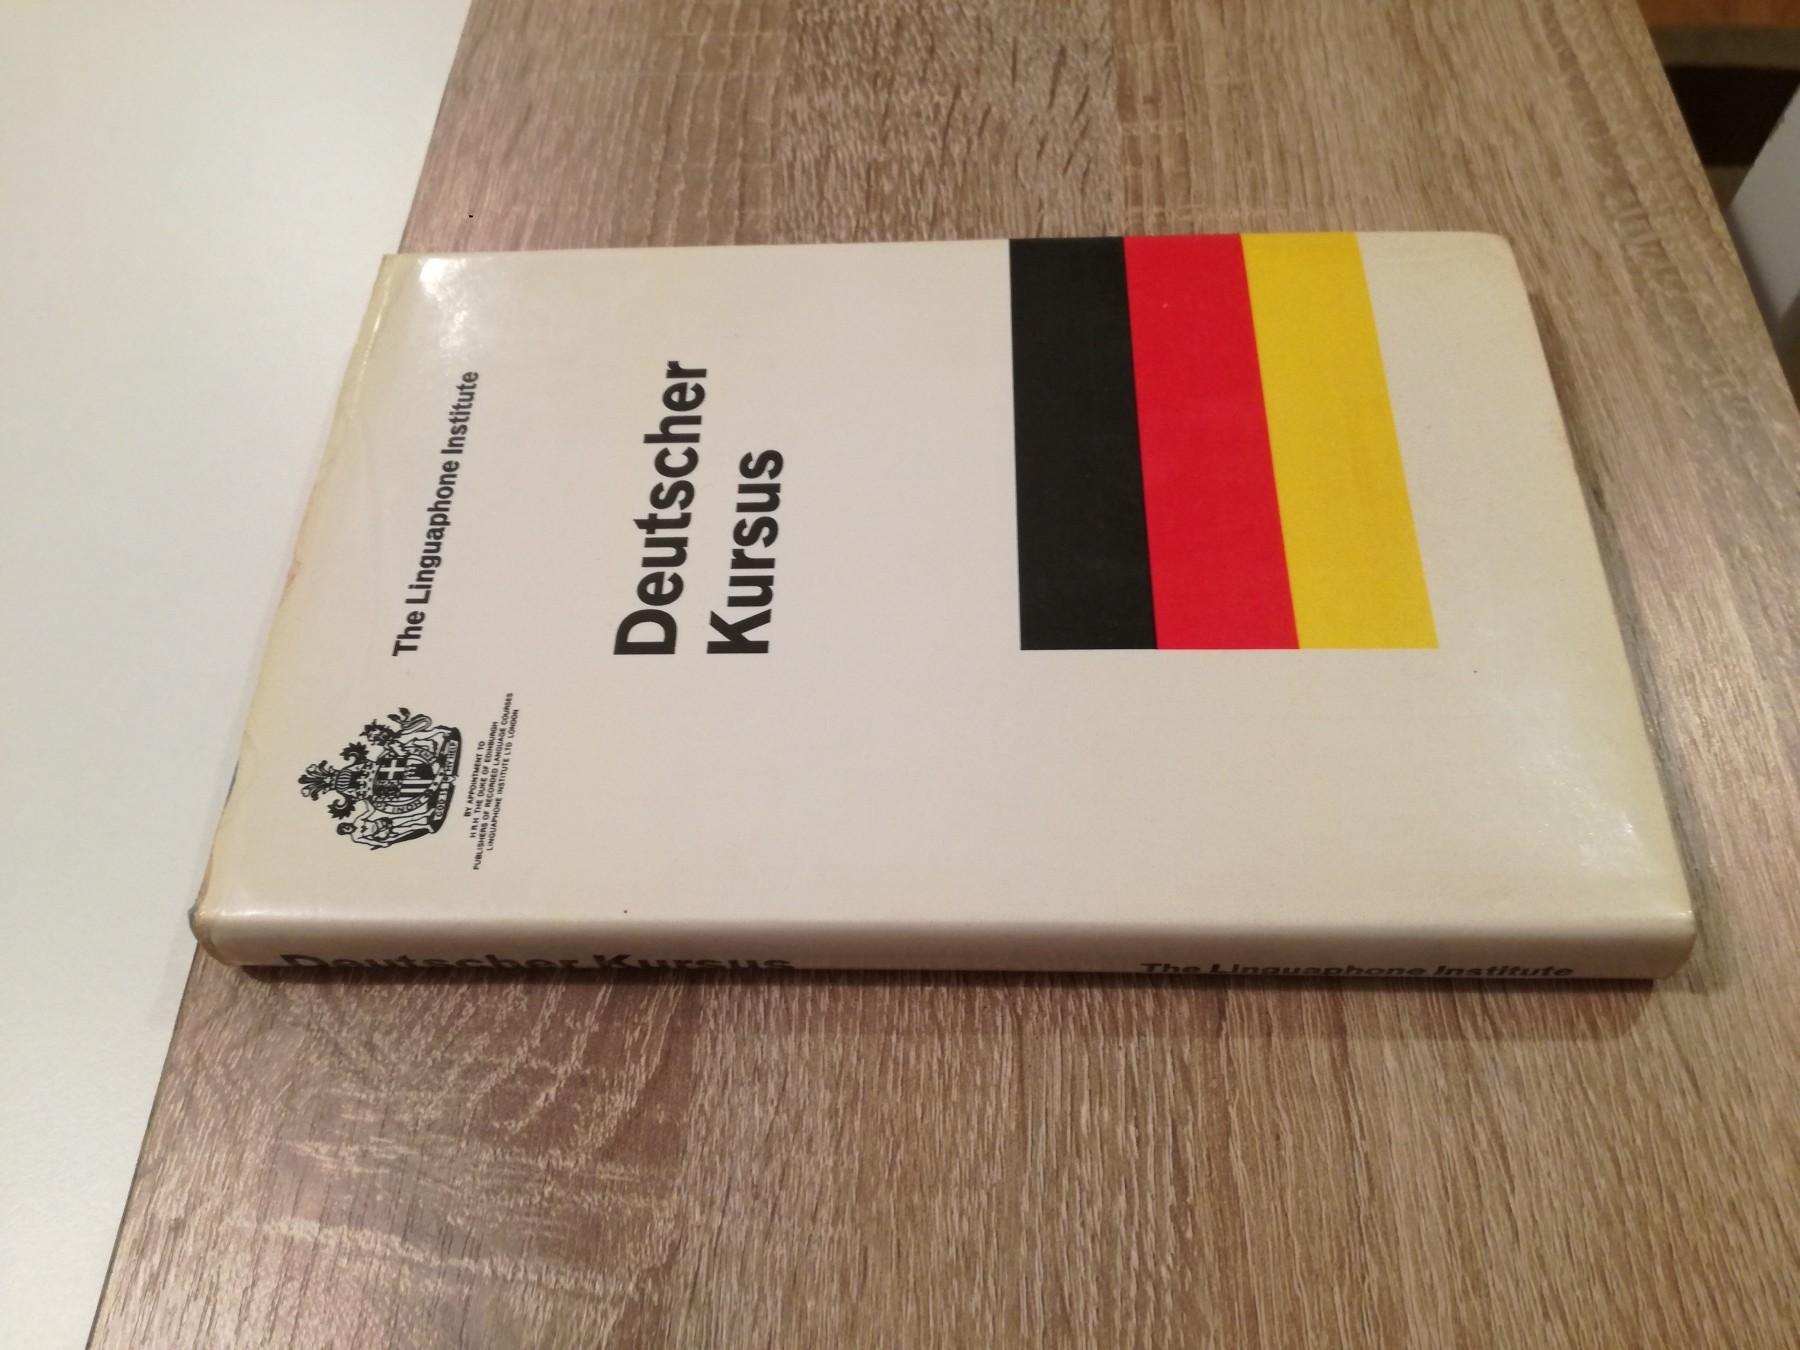 The Linguaphone Institute
BY APPOINTMENT TO
H R H THE DUKE OF EDINBURGH
PUBLISHERS OF RECORDED LANGUAGE COURSES
LINGUAPHONE INSTITUTE LTD LONDON
Deutscher
Kursus
Deutscher Kursus
The Linguaphone Institute